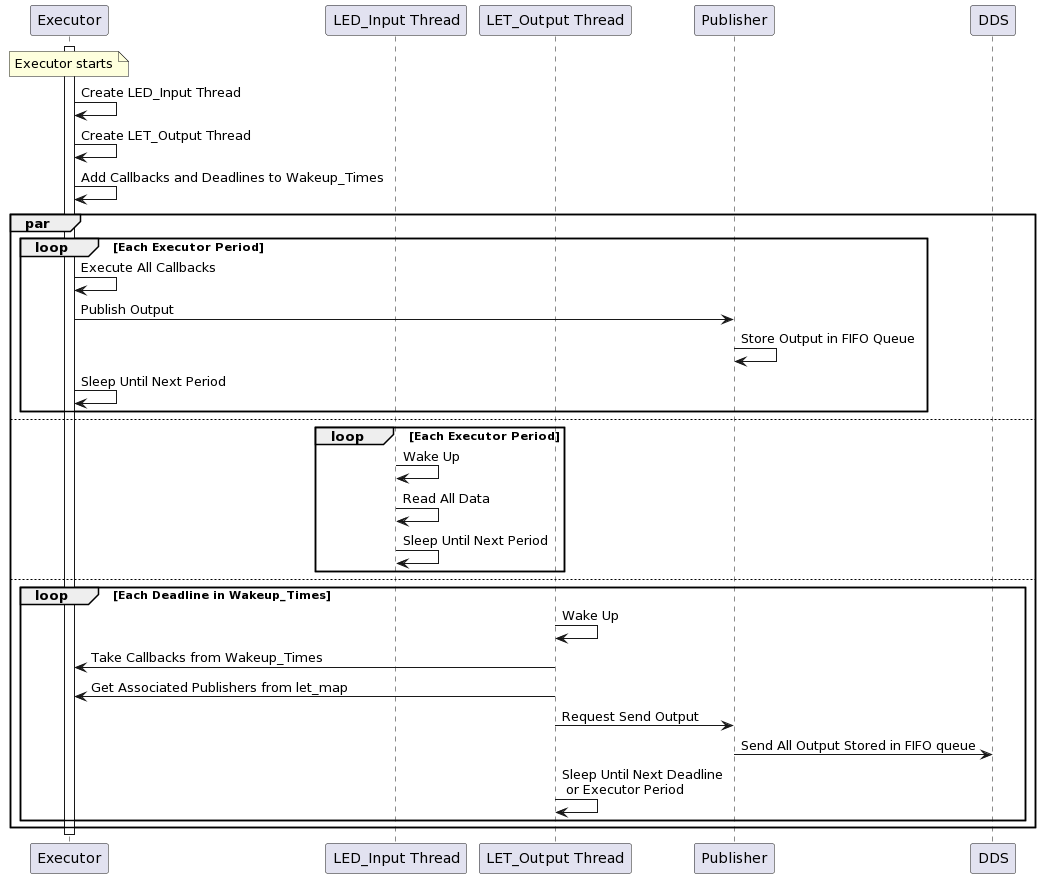 Executor LED_Input Thread LET_Output Thread Publisher DDS
Executor starts
Create LED_Input Thread
Create LET_Output Thread
Add Callbacks and Deadlines to Wakeup_Times
par
loop [Each Executor Period]
Execute All Callbacks
Publish Output
Store Output in FIFO Queue
Sleep Until Next Period
loop [Each Executor Period]
Wake Up
Read All Data
Sleep Until Next Period
loop [Each Deadline in Wakeup_Times]
Wake Up
Take Callbacks from Wakeup_Times
Get Associated Publishers from let_map
Request Send Output
Send All Output Stored in FIFO queue
Sleep Until Next Deadline
or Executor Period
Executor LED_Input Thread LET_Output Thread Publisher DDS